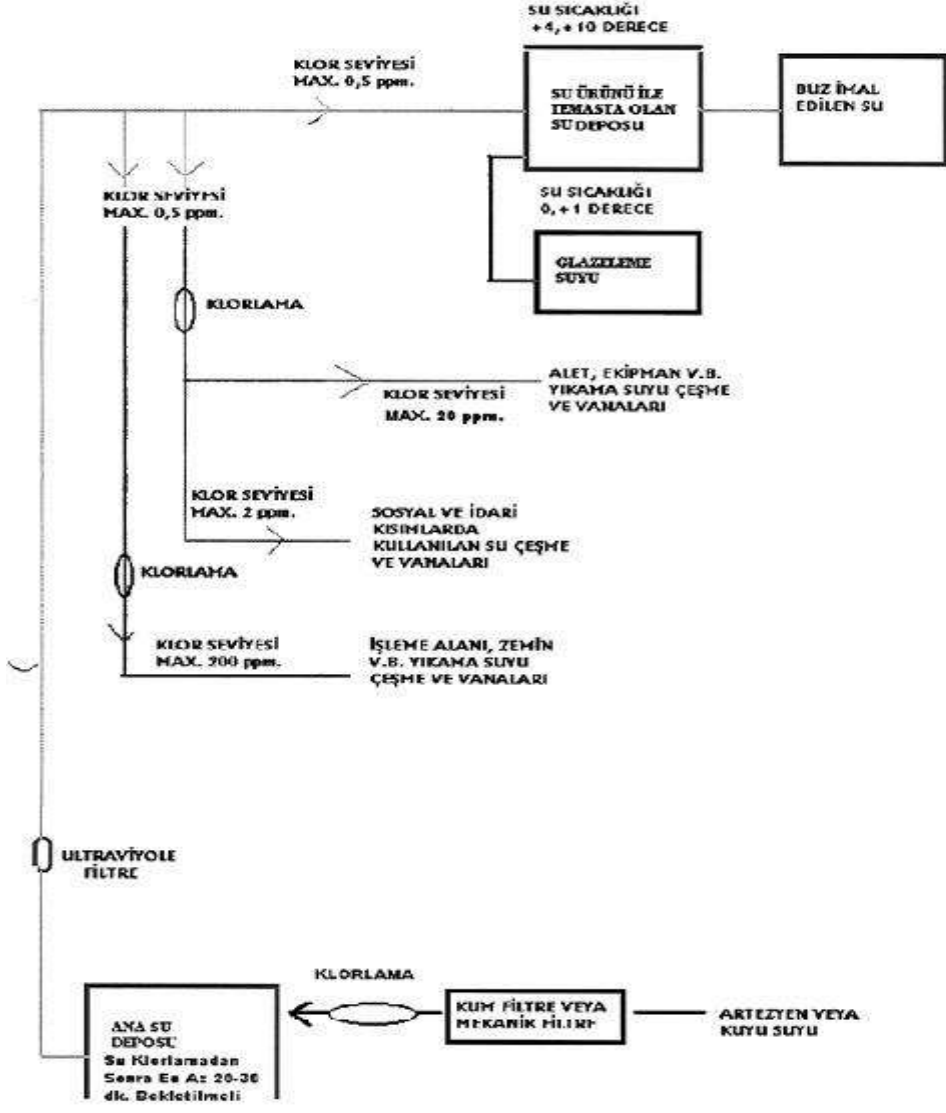 SU SICAKLIĞI
+4,+10 DERECE
KLOR SEVİYESİ
MAX. 0,5 ppm.
SU ÜRÜNÜ İLE
TEMASTA OLAN
SU DEPOSU
BUZ İMAL
EDİLEN SU
KLOR SEVİYESİ
MAX. 0,5 ppm.
SU SICAKLIĞI
0,+1 DERECE
GLAZELEME
SUYU
KLORLAMA
KLOR SEVİYESİ
MAX. 20 ppm.
ALET, EKİPMAN V.B.
YIKAMA SUYU ÇEŞME
VE VANALARI
KLOR SEVİYESİ
MAX. 2 ppm.
SOSYAL VE İDARİ
KISIMLARDA
KULLANILAN SU ÇEŞME
VE VANALARI
KLORLAMA
KLOR SEVİYESİ
MAX. 200 ppm.
İŞLEME ALANI, ZEMİN
V.B. YIKAMA SUYU
ÇEŞME VE VANALARI
ULTRAVİYOLE
FİLTRE
KLORLAMA
KUM FİLTRE VEYA
MEKANİK FİLTRE
ARTEZYEN VEYA
KUYU SUYU
ANA SU
DEPOSU
Su Klorlamadan
Sonra En Az 20-30
dk. Bekletilmeli